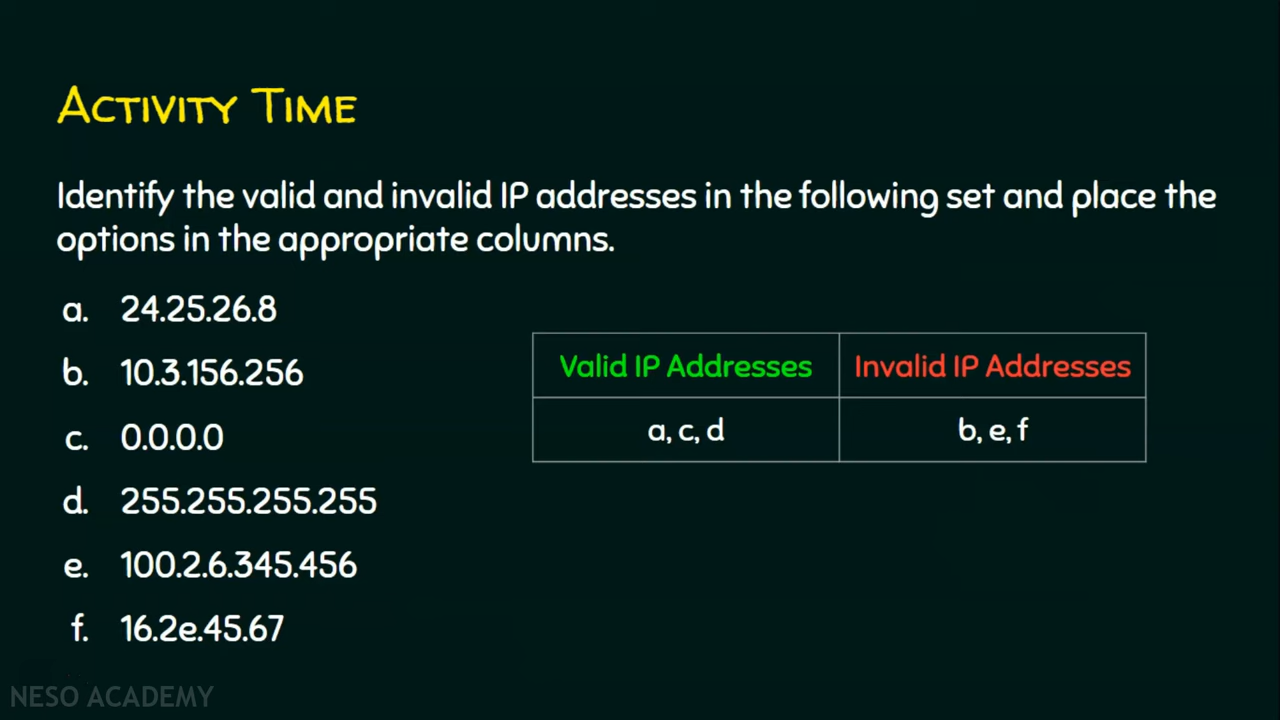 Activity Time
Identify the valid and invalid IP addresses in the following set and place the
options in the appropriate columns.
a. 24.25.26.8
b. 10.3.156.256
c. 0.0.0.0
d. 255.255.255.255
e. 100.2.6.345.456
f. 16.2e.45.67
Valid IP Addresses Invalid IP Addresses
a, c, d b, e, f
NESO ACADEMY